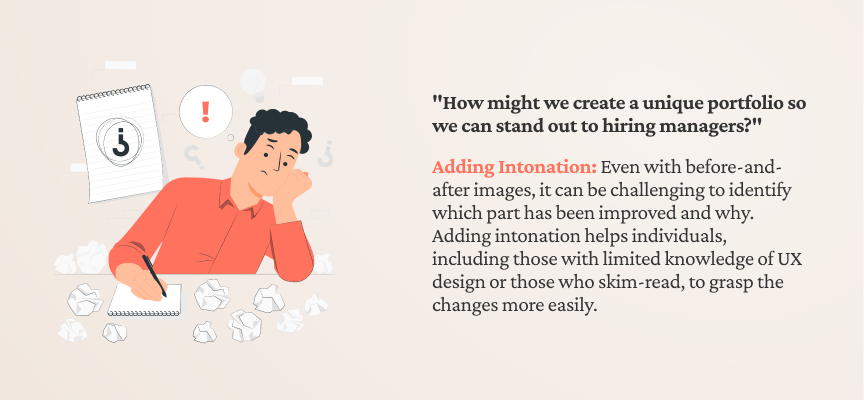 "How might we create a unique portfolio so
we can stand out to hiring managers?"
Adding Intonation: Even with before-and-
after images, it can be challenging to identify
which part has been improved and why.
Adding intonation helps individuals,
including those with limited knowledge of UX
design or those who skim-read, to grasp the
changes more easily.